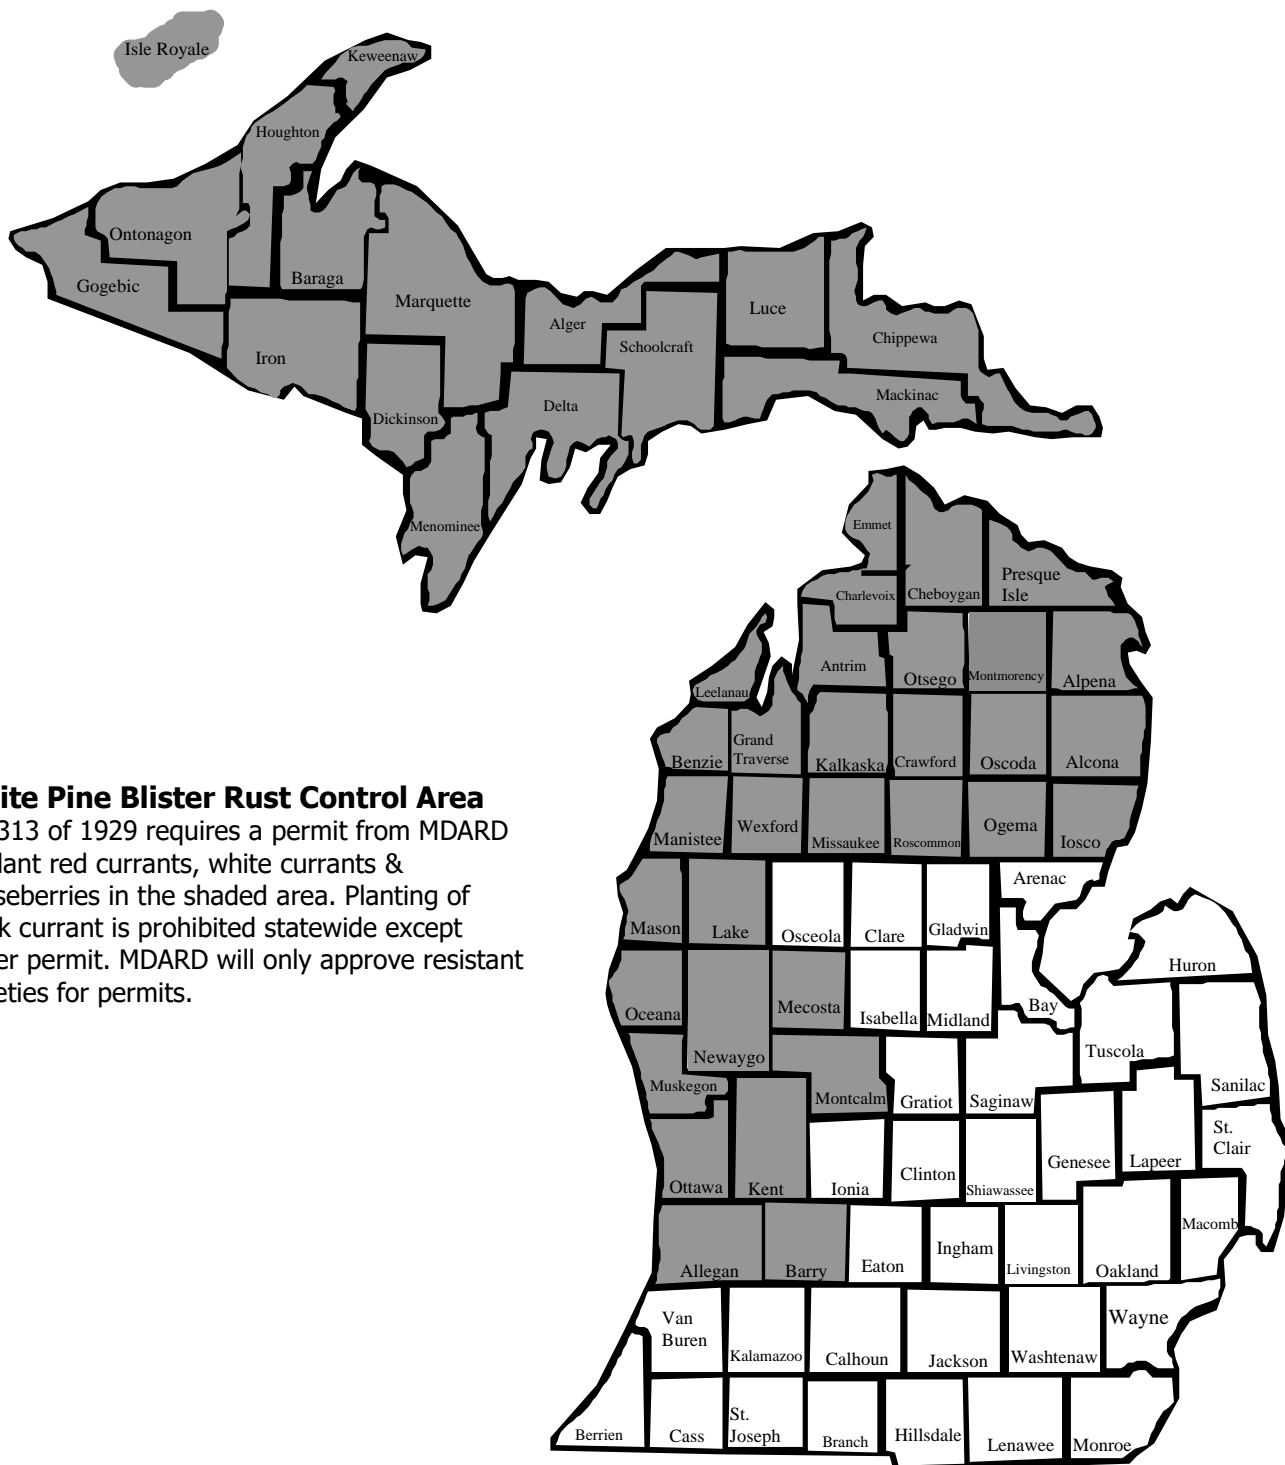 Isle Royale
Keweenaw
Houghton
Ontonagon
Gogebic
Baraga
Marquette
Iron
Dickinson
Menominee
Alger
Schoolcraft
Delta
Luce
Chippewa
Mackinac
Emmet
Charlevoix
Cheboygan
Presque
Isle
Antrim
Otsego
Montmorency
Alpena
Leelanau
Benzie
Grand
Traverse
Kalkaska
Crawford
Oscoda
Alcona
Manistee
Wexford
Missaukee
Roscommon
Ogema
Iosco
ite Pine Blister Rust Control Area
313 of 1929 requires a permit from MDARD
lant red currants, white currants &
seberries in the shaded area. Planting of
k currant is prohibited statewide except
er permit. MDARD will only approve resistant
eties for permits.
Arenac
Mason
Lake
Osceola
Clare
Gladwin
Huron
Oceana
Newaygo
Mecosta
Isabella
Midland
Bay
Tuscola
Sanilac
Muskegon
Montcalm
Gratiot
Saginaw
St.
Clair
Genesee
Lapeer
Ottawa
Kent
Ionia
Clinton
Shiawassee
Macomb
Allegan
Barry
Eaton
Ingham
Livingston
Oakland
Van
Buren
Kalamazoo
Calhoun
Jackson
Washtenaw
Wayne
Berrien
Cass
St.
Joseph
Branch
Hillsdale
Lenawee
Monroe